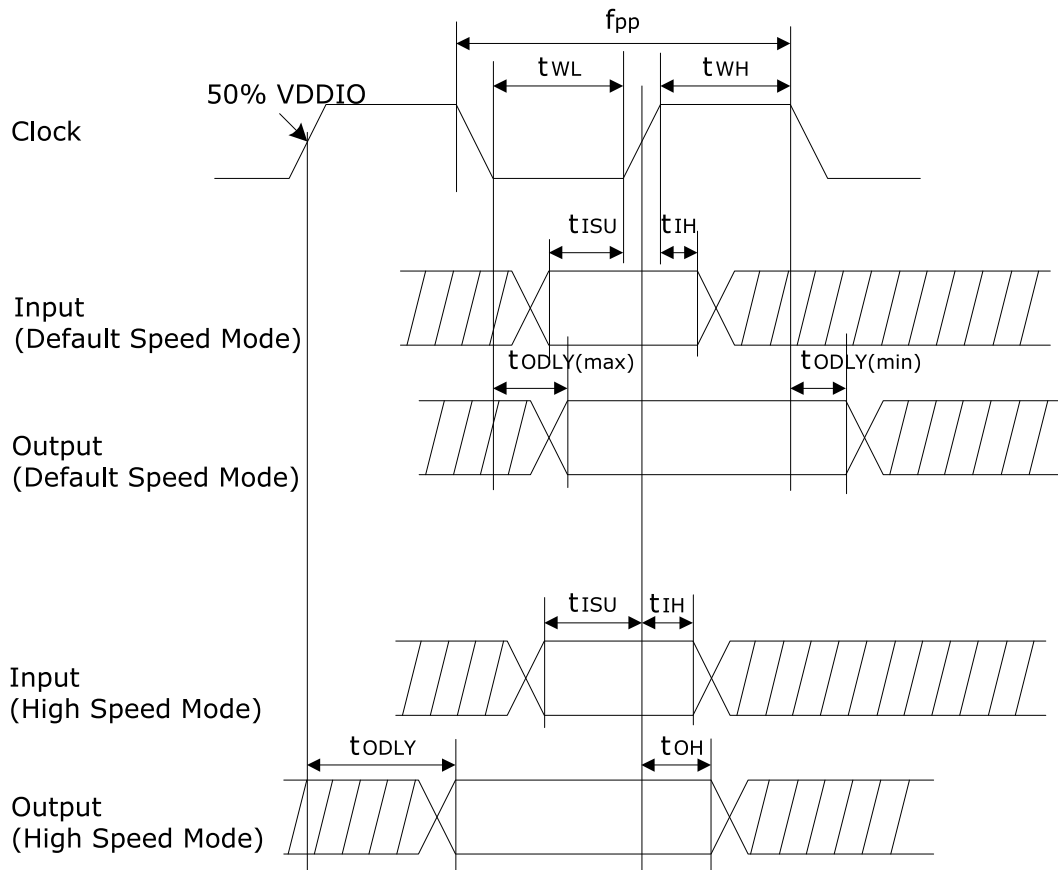 fpp
tWL
tWH
50% VDDIO
Clock
tISU
tIH
Input
(Default Speed Mode)
tODLY(max)
tODLY(min)
Output
(Default Speed Mode)
tISU
tIH
Input
(High Speed Mode)
tODLY
tOH
Output
(High Speed Mode)